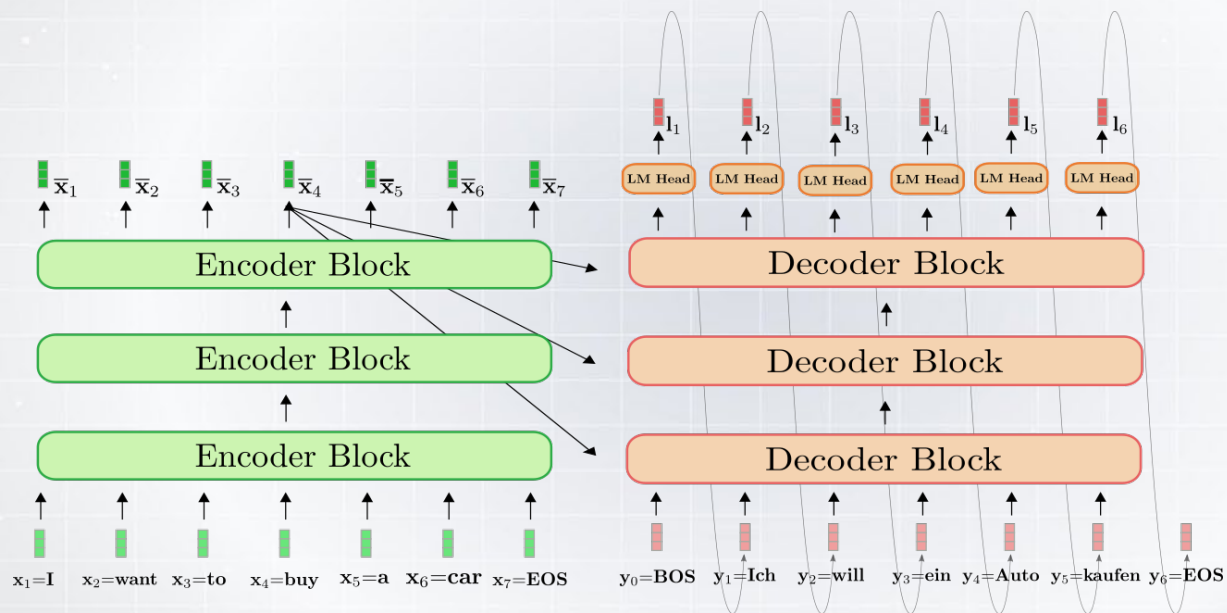 l₁ l₂ l₃ l₄ l₅ l₆
x̅₁ x̅₂ x̅₃ x̅₄ x̅₅ x̅₆ x̅₇
LM Head LM Head LM Head LM Head LM Head LM Head
Encoder Block
Decoder Block
Encoder Block
Decoder Block
Encoder Block
Decoder Block
x₁=I x₂=want x₃=to x₄=buy x₅=a x₆=car x₇=EOS
y₀=BOS y₁=Ich y₂=will y₃=ein y₄=Auto y₅=kaufen y₆=EOS